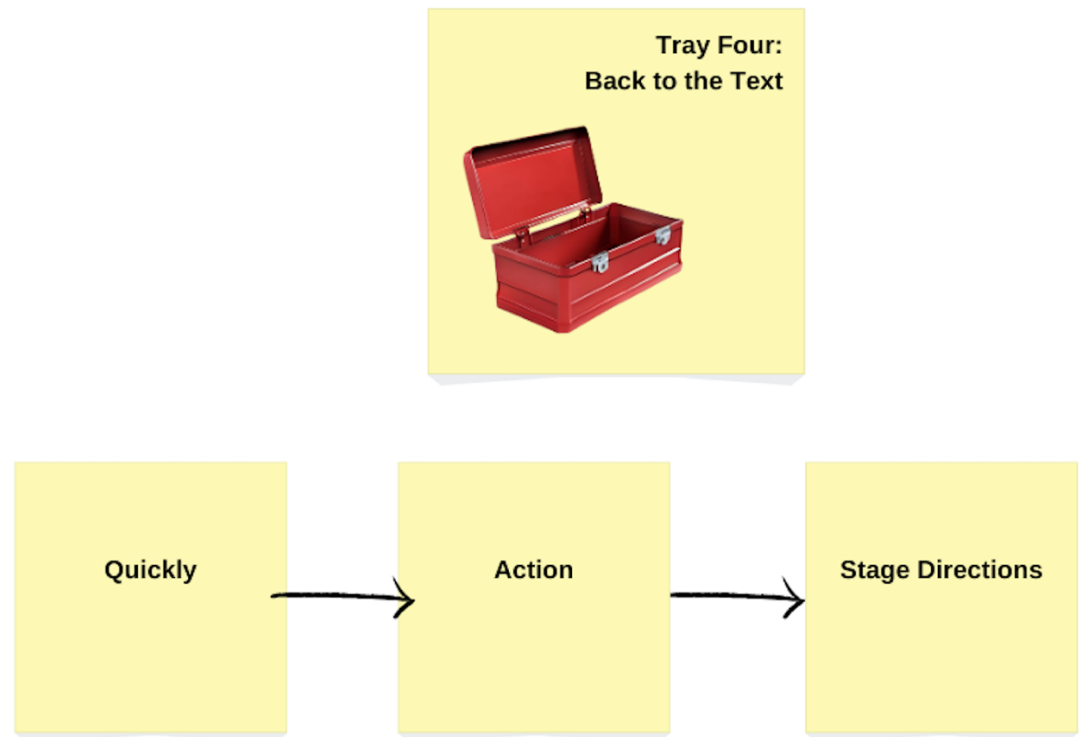 Tray Four:
Back to the Text
Quickly
Action
Stage Directions